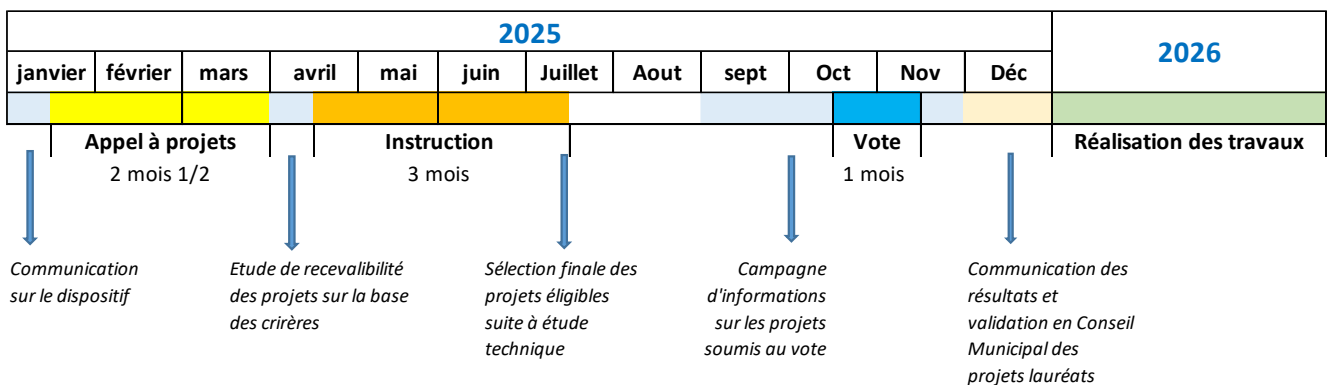 2025
2026
janvier février mars avril mai juin Juillet Aout sept Oct Nov Déc
Appel à projets
2 mois 1/2
Instruction
3 mois
Vote
1 mois
Réalisation des travaux
Communication
sur le dispositif
Etude de recevalibilité
des projets sur la base
des crirères
Sélection finale des
projets éligibles
suite à étude
technique
Campagne
d'informations
sur les projets
soumis au vote
Communication des
résultats et
validation en Conseil
Municipal des
projets lauréats